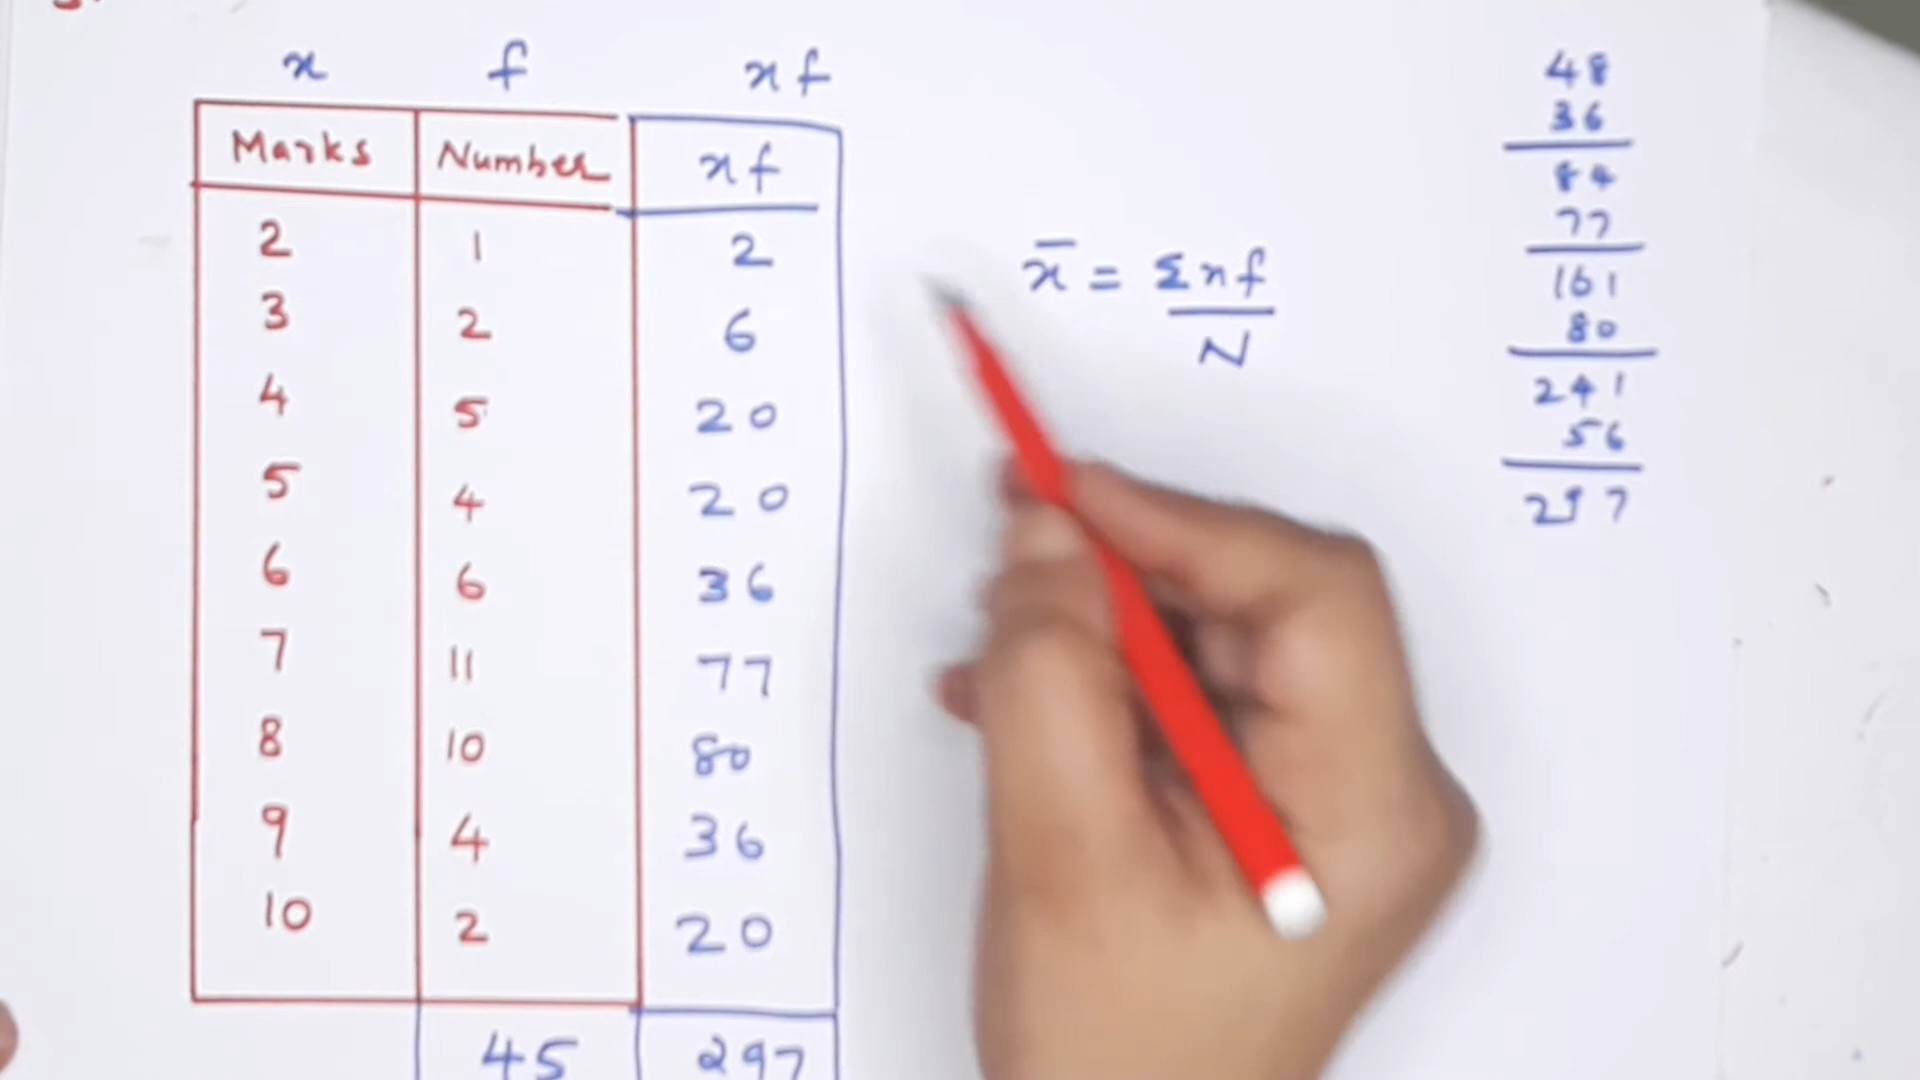 x f xf
Marks Number xf
2 1 2
3 2 6
4 5 20
5 4 20
6 6 36
7 11 77
8 10 80
9 4 36
10 2 20
45 297
x̄ = Σxf
N
48
36
84
77
161
80
241
56
297